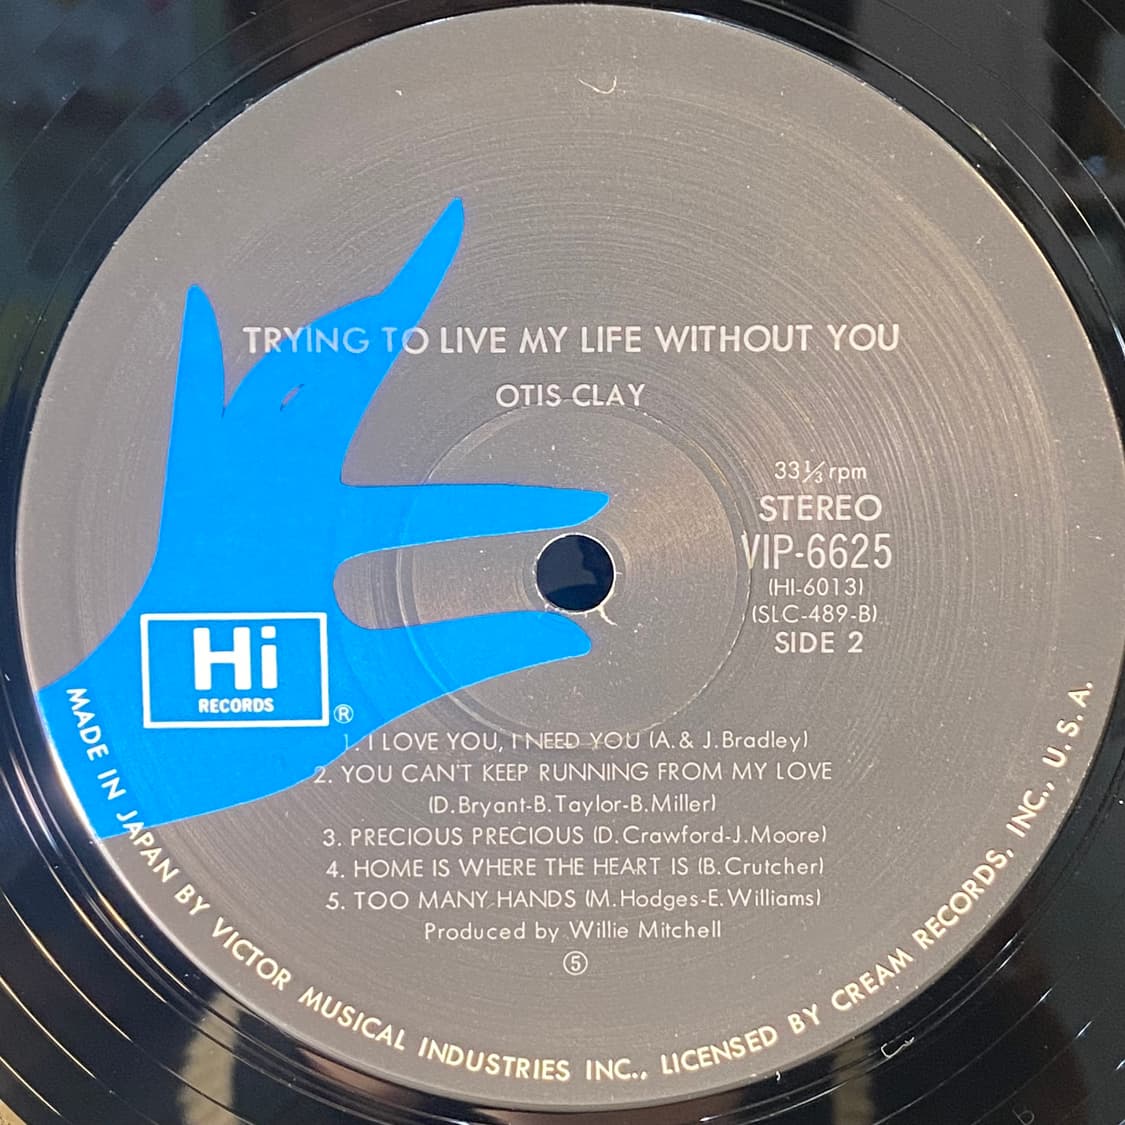 TRYING TO LIVE MY LIFE WITHOUT YOU
OTIS CLAY
33⅓ rpm
STEREO
VIP-6625
(HI-6013)
(SLC-489-B)
SIDE 2
Hi
RECORDS
®
1. I LOVE YOU, I NEED YOU (A. & J. Bradley)
2. YOU CAN'T KEEP RUNNING FROM MY LOVE
(D. Bryant-B. Taylor-B. Miller)
3. PRECIOUS PRECIOUS (D. Crawford-J. Moore)
4. HOME IS WHERE THE HEART IS (B. Crutcher)
5. TOO MANY HANDS (M. Hodges-E. Williams)
Produced by Willie Mitchell
⑤
MADE IN JAPAN BY VICTOR MUSICAL INDUSTRIES INC., LICENSED BY CREAM RECORDS, INC., U. S. A.